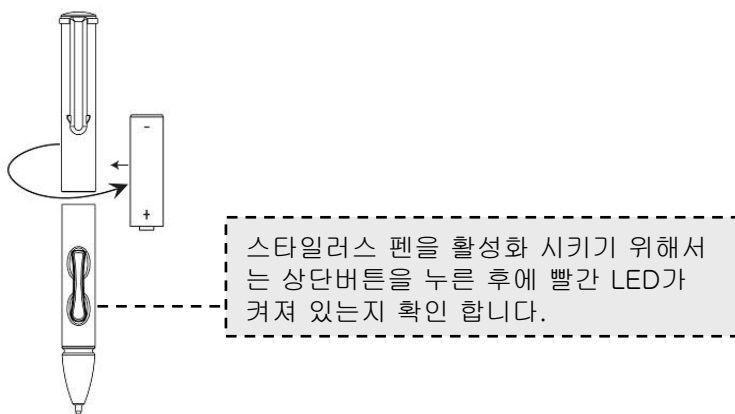 -
+
스타일러스 펜을 활성화 시키기 위해서
는 상단버튼을 누른 후에 빨간 LED가
켜져 있는지 확인 합니다.